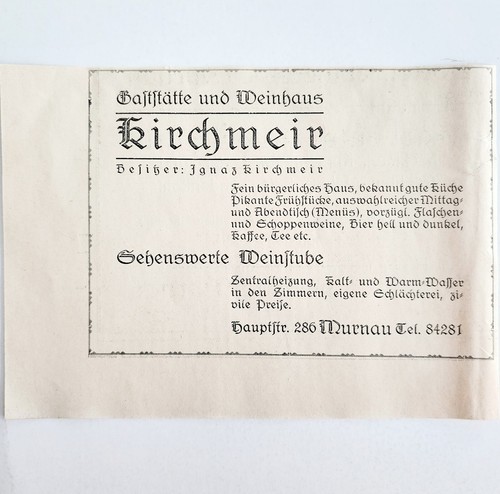 Gaststätte und Weinhaus
Kirchmeir
Besitzer: Ignaz Kirchmeir
Fein bürgerliches Haus, bekannt gute Küche
Pikante Frühstücke, auswahlreicher Mittag-
und Abendtisch (Menüs), vorzügl. Flaschen-
und Schoppenweine, Bier hell und dunkel,
Kaffee, Tee etc.
Sehenswerte Weinstube
Zentralheizung, Kalt- und Warm-Wasser
in den Zimmern, eigene Schlächterei, zi-
vile Preise.
Hauptstr. 286 Murnau Tel. 84281